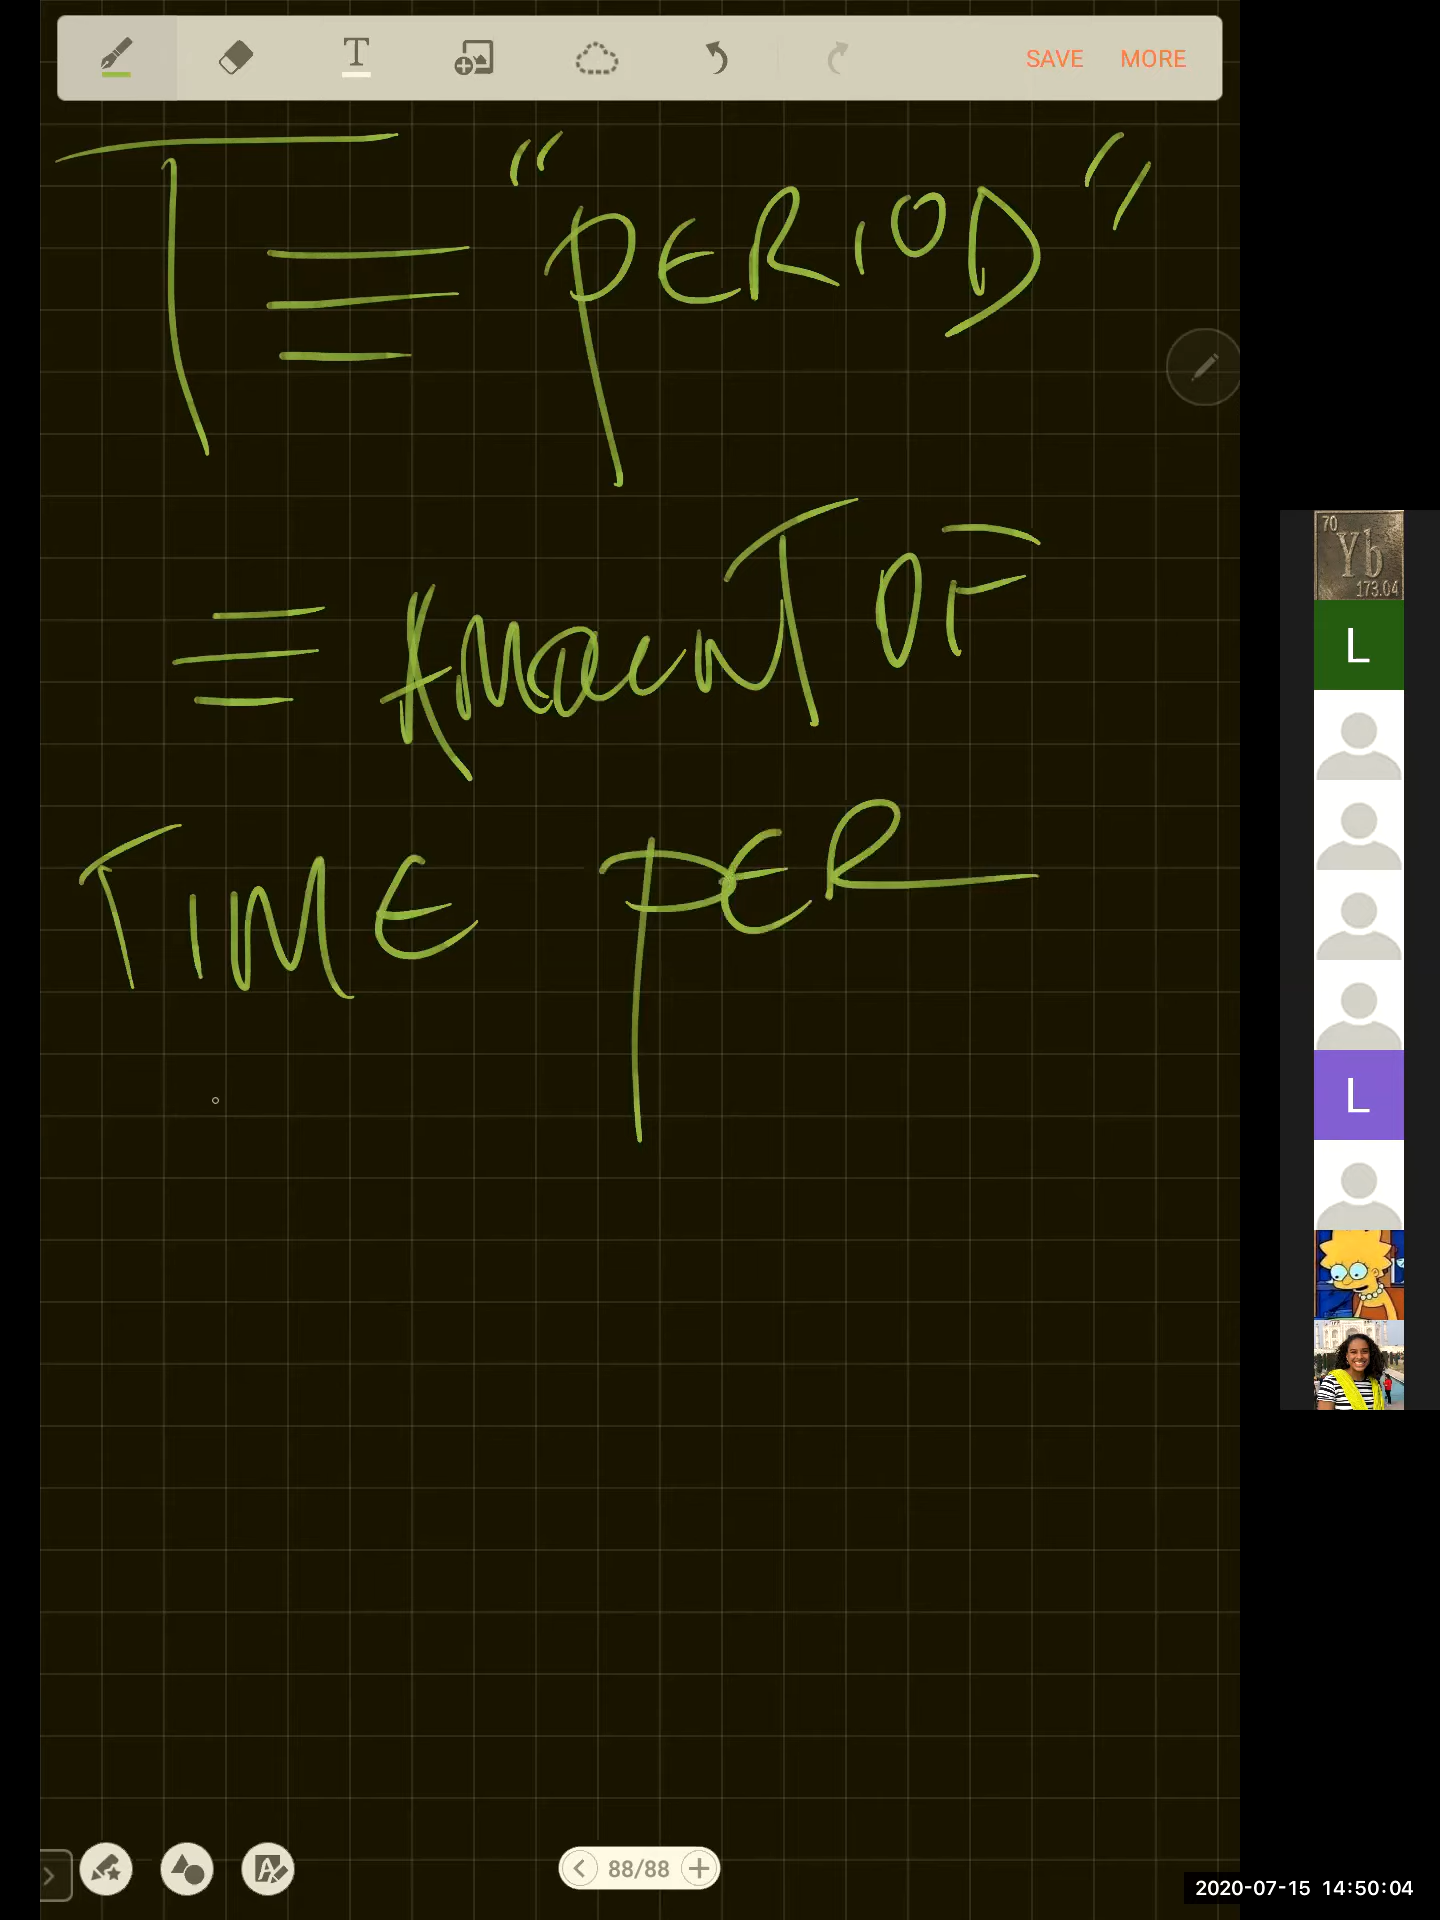 SAVE MORE
T ≡ "PERIOD"
≡ AMOUNT OF
TIME PER
70
Yb
173.04
L
L
88/88
2020-07-15 14:50:04